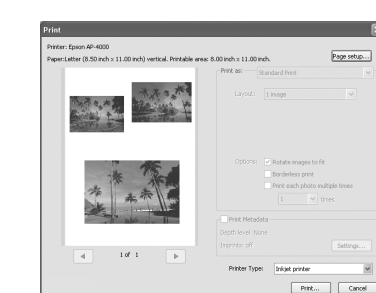 Print
Printer: Epson AP-4000
Paper:Letter (8.50 inch x 11.00 inch) vertical. Printable area: 8.00 inch x 11.00 inch.
Page setup...
Print as: Standard Print
Layout: 1 image
Options: Rotate images to fit
Borderless print
Print each photo multiple times
1 times
Print Metadata
Depth level: None
Imprints: off
Settings...
1 of 1
Printer Type: Inkjet printer
Print... Cancel